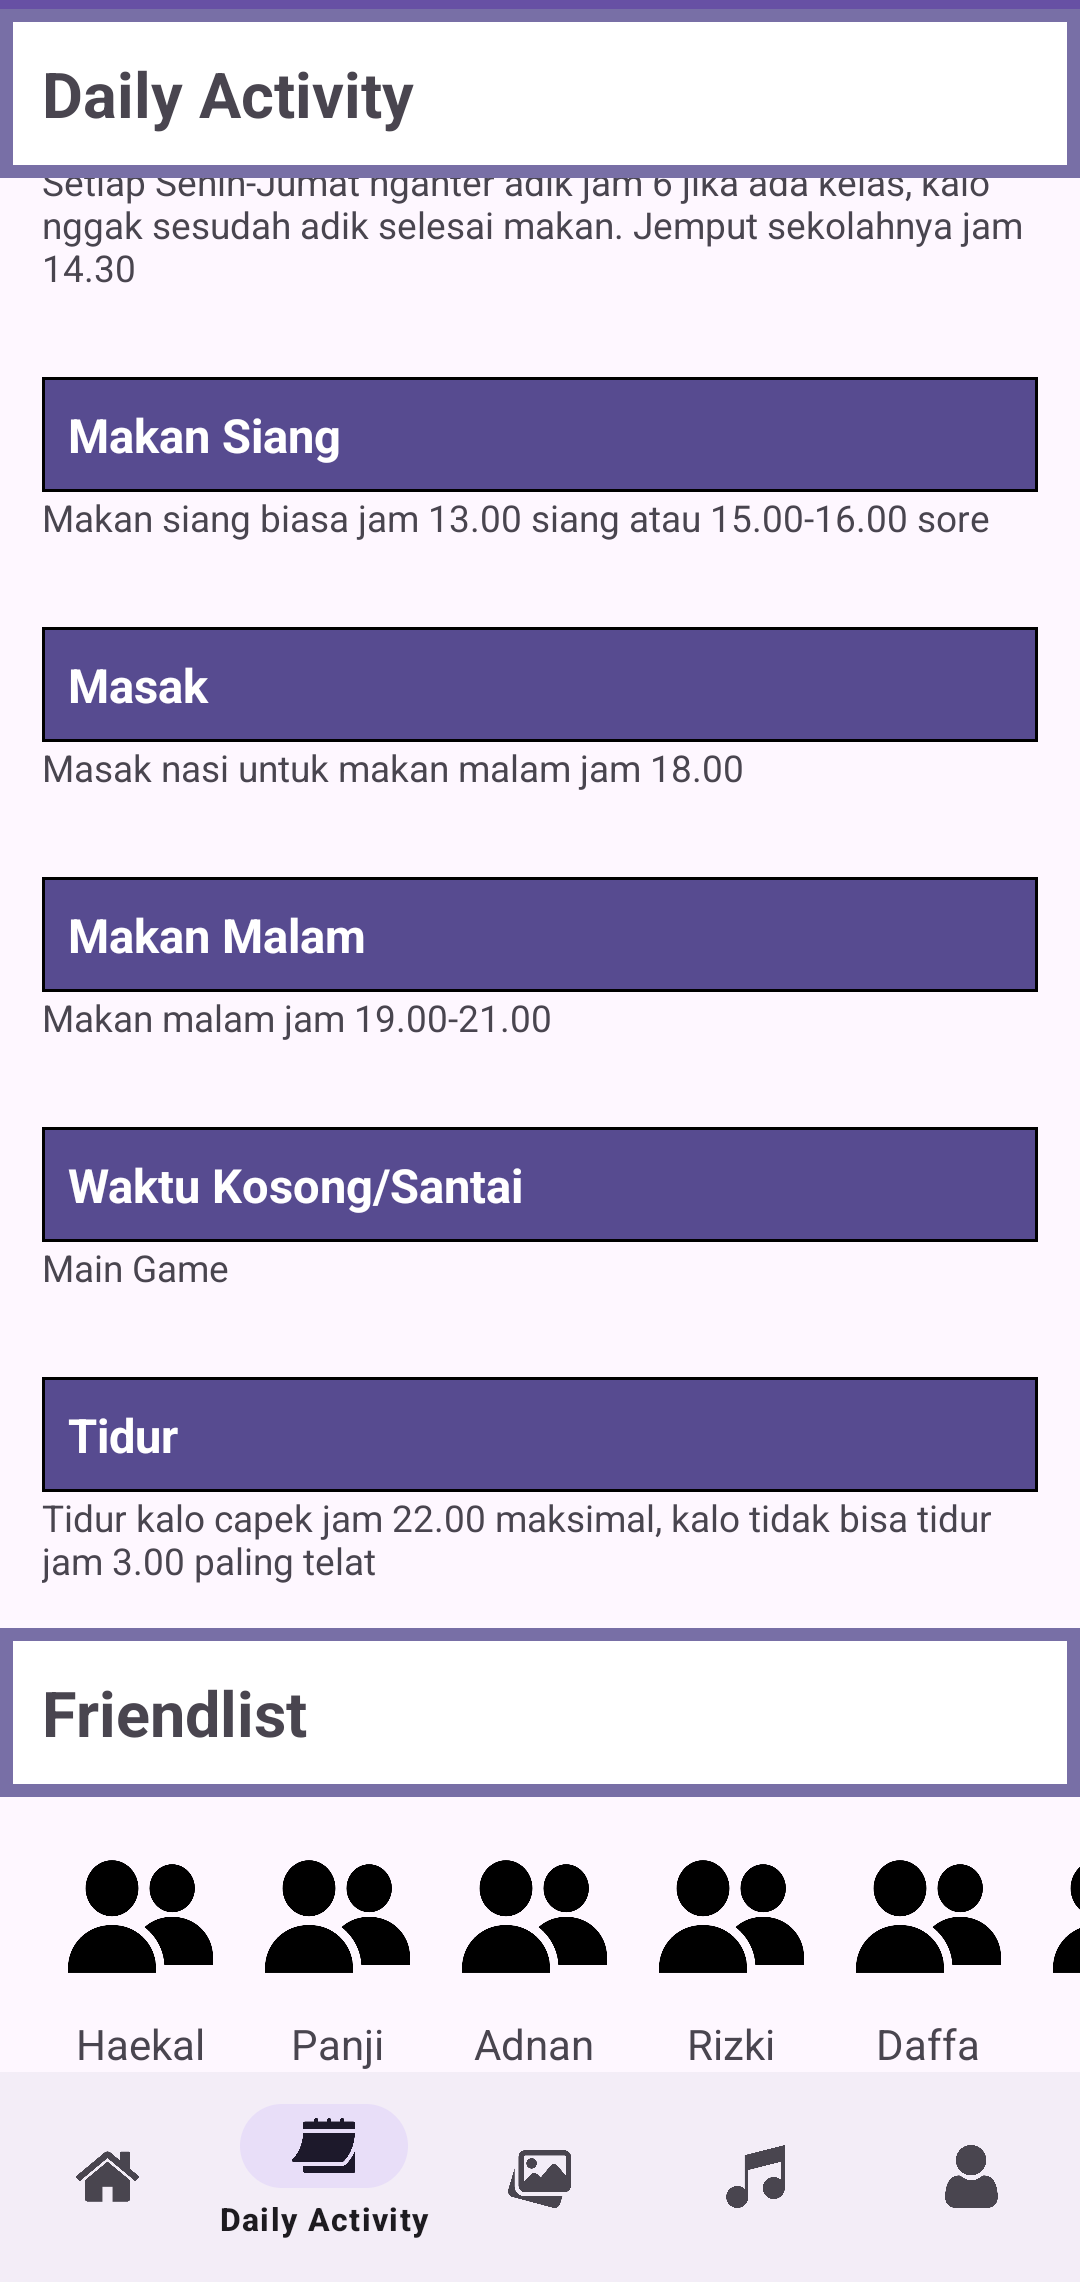 Daily Activity
Setiap Senin-Jumat nganter adik jam 6 jika ada kelas, kalo
nggak sesudah adik selesai makan. Jemput sekolahnya jam
14.30
Makan Siang
Makan siang biasa jam 13.00 siang atau 15.00-16.00 sore
Masak
Masak nasi untuk makan malam jam 18.00
Makan Malam
Makan malam jam 19.00-21.00
Waktu Kosong/Santai
Main Game
Tidur
Tidur kalo capek jam 22.00 maksimal, kalo tidak bisa tidur
jam 3.00 paling telat
Friendlist
Haekal Panji Adnan Rizki Daffa
Daily Activity